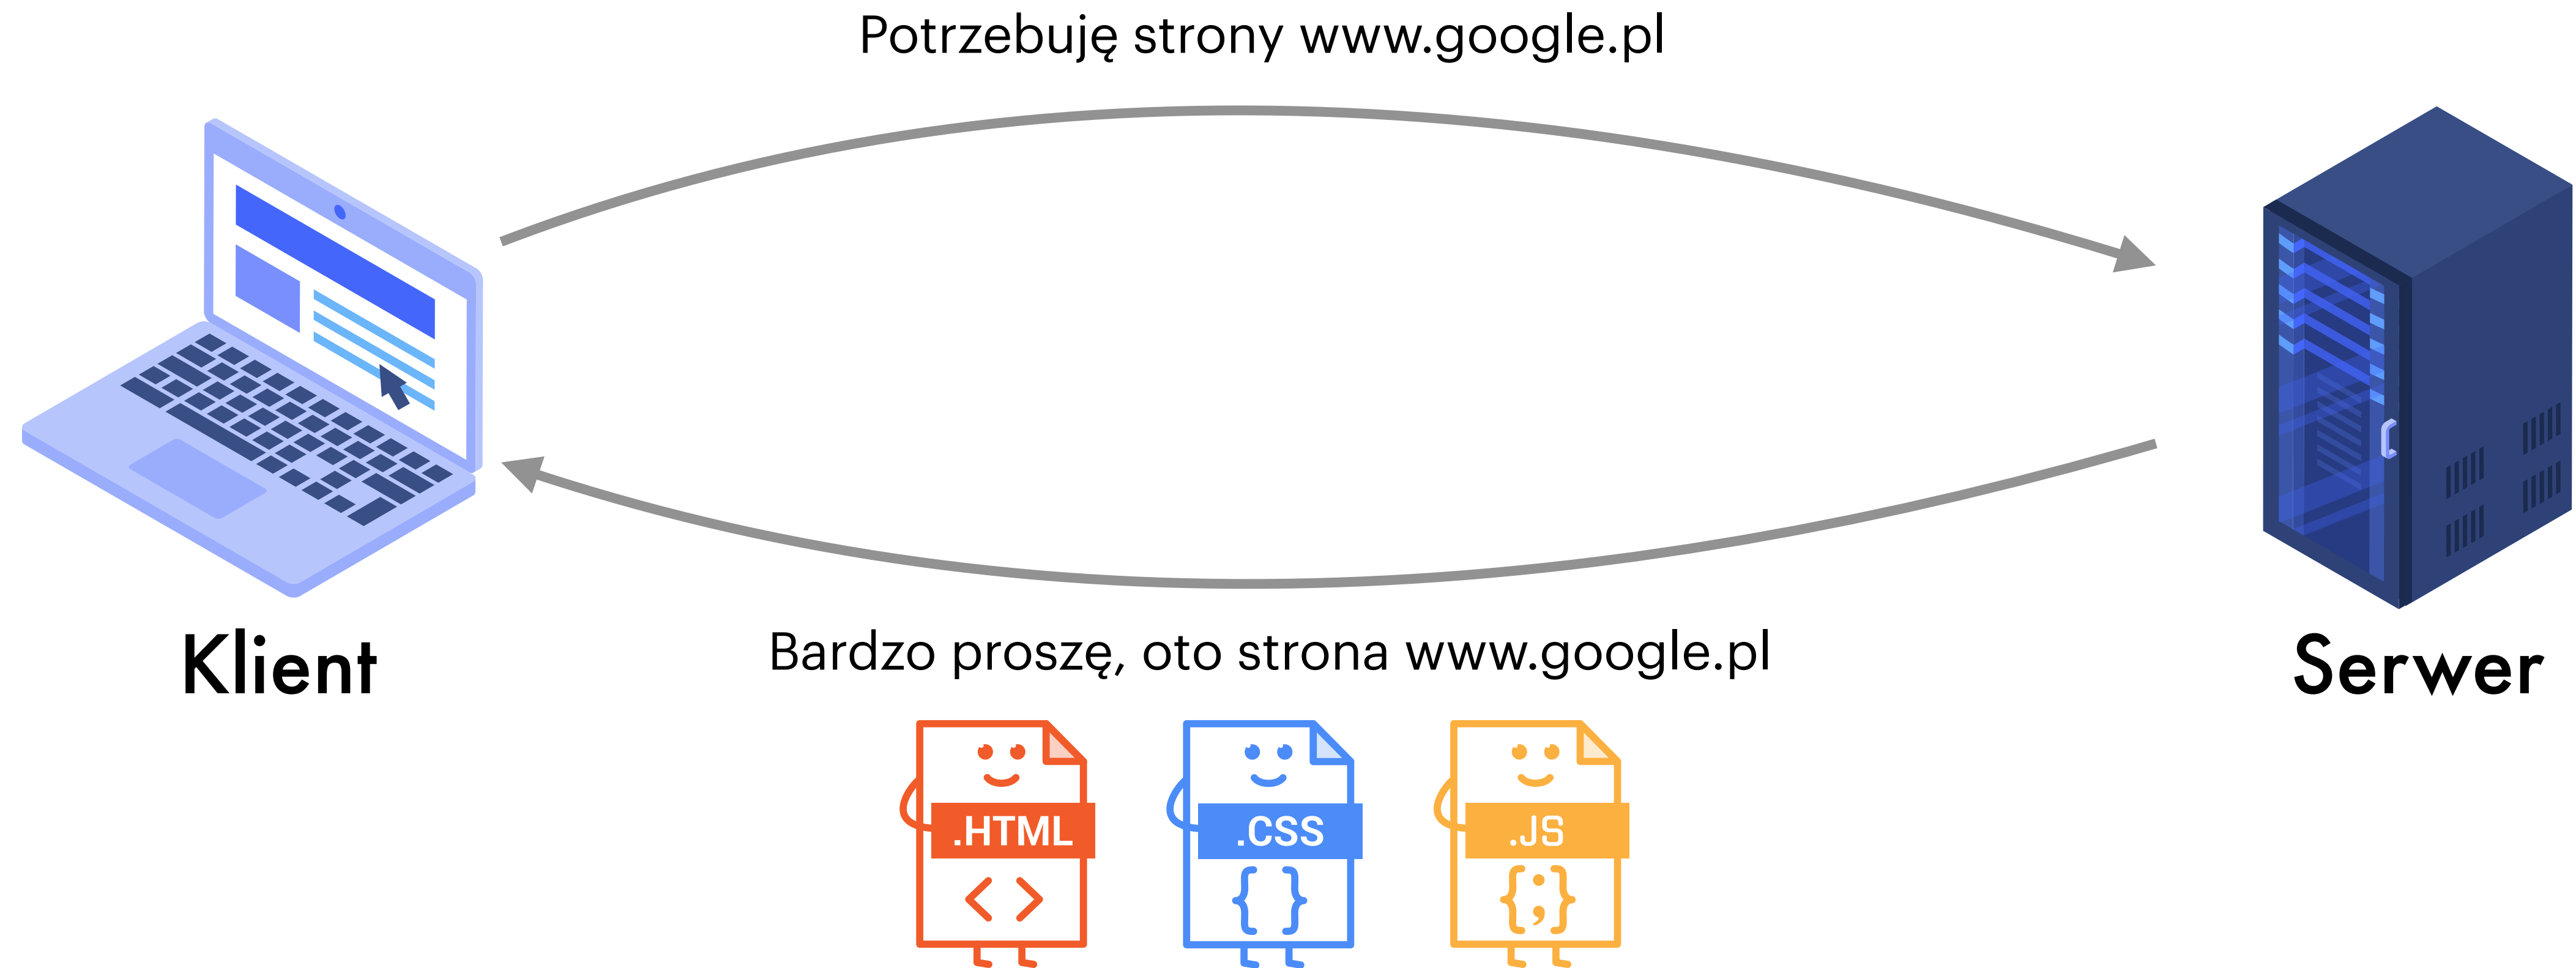 Potrzebuję strony www.google.pl
Klient
Bardzo proszę, oto strona www.google.pl
Serwer
.HTML
.CSS
.JS